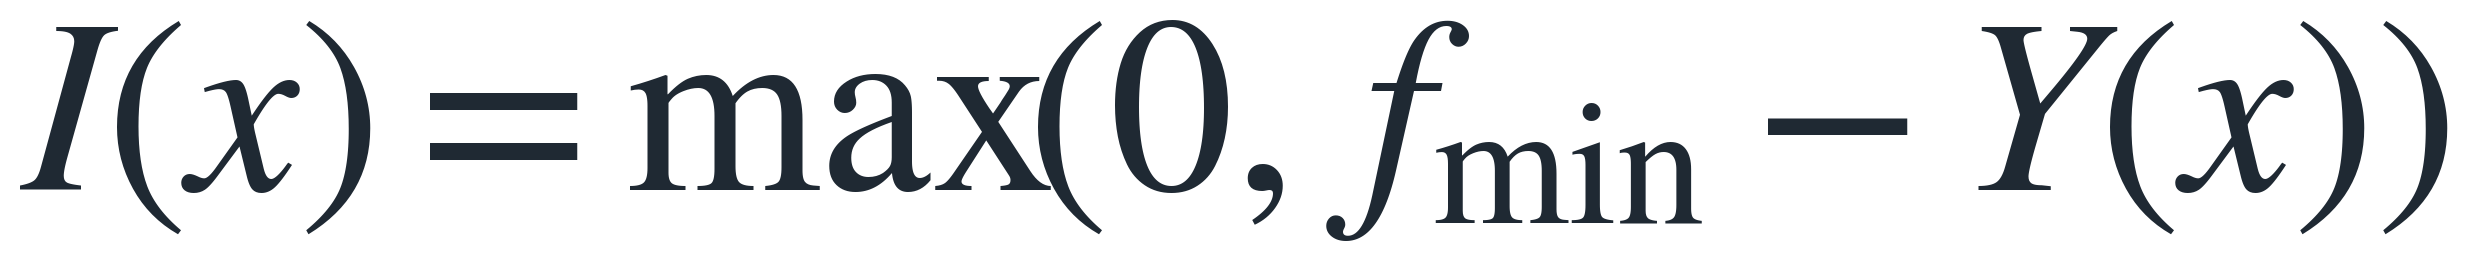 I(x) = max(0, f_min − Y(x))